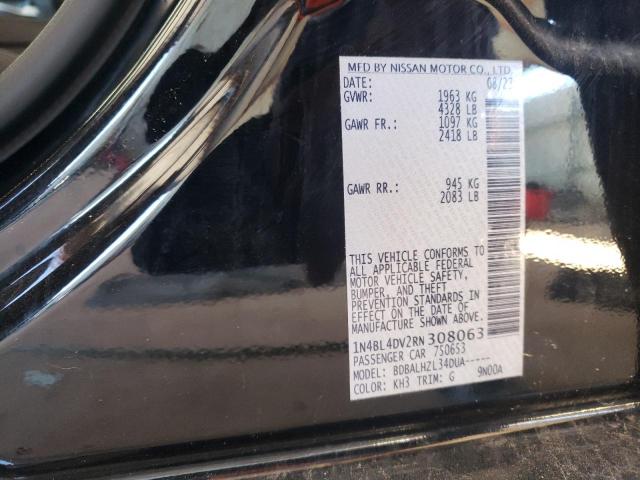 MFD BY NISSAN MOTOR CO., LTD.
DATE: 08/23
GVWR: 1963 KG
4328 LB
GAWR FR.: 1097 KG
2418 LB
GAWR RR.: 945 KG
2083 LB
THIS VEHICLE CONFORMS TO
ALL APPLICABLE FEDERAL
MOTOR VEHICLE SAFETY,
BUMPER, AND THEFT
PREVENTION STANDARDS IN
EFFECT ON THE DATE OF
MANUFACTURE SHOWN ABOVE.
1N4BL4DV2RN308063
PASSENGER CAR 750653
MODEL: BDBALHZL34DUA-----
COLOR: KH3 TRIM: G 9N00A